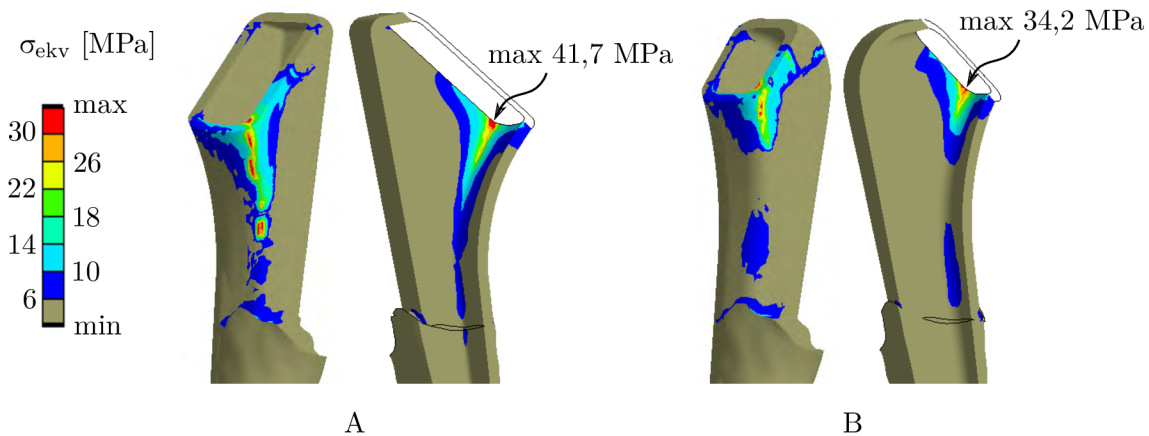 σekv [MPa]
max
30
26
22
18
14
10
6
min
max 41,7 MPa
max 34,2 MPa
A
B